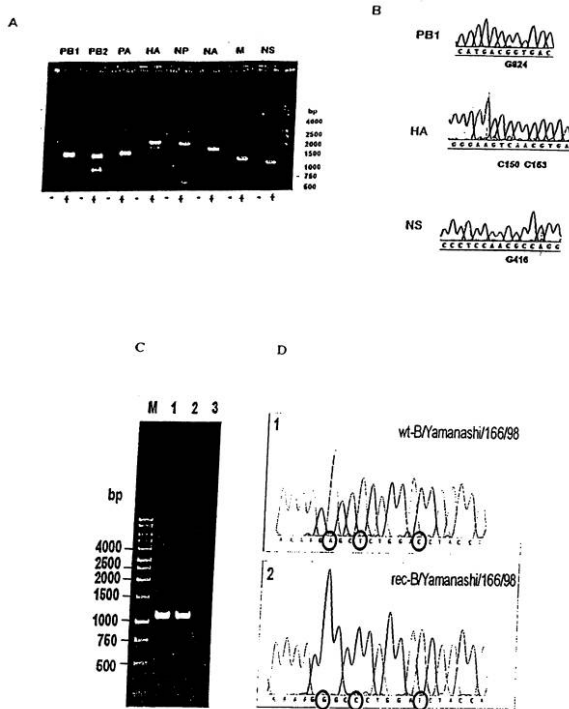 A
PB1 PB2 PA HA NP NA M NS
bp
4000
2500
2000
1500
1000
750
500
- + - + - + - + - + - + - + - +
B
PB1
C A T G A C G G T G A C
G824
HA
G G G A A G T C A A C G T G A
C150 C153
NS
C C C T C C A A C G C C A G G
G416
C
M 1 2 3
bp
4000
2500
2000
1500
1000
750
500
D
1
wt-B/Yamanashi/166/98
2
rec-B/Yamanashi/166/98